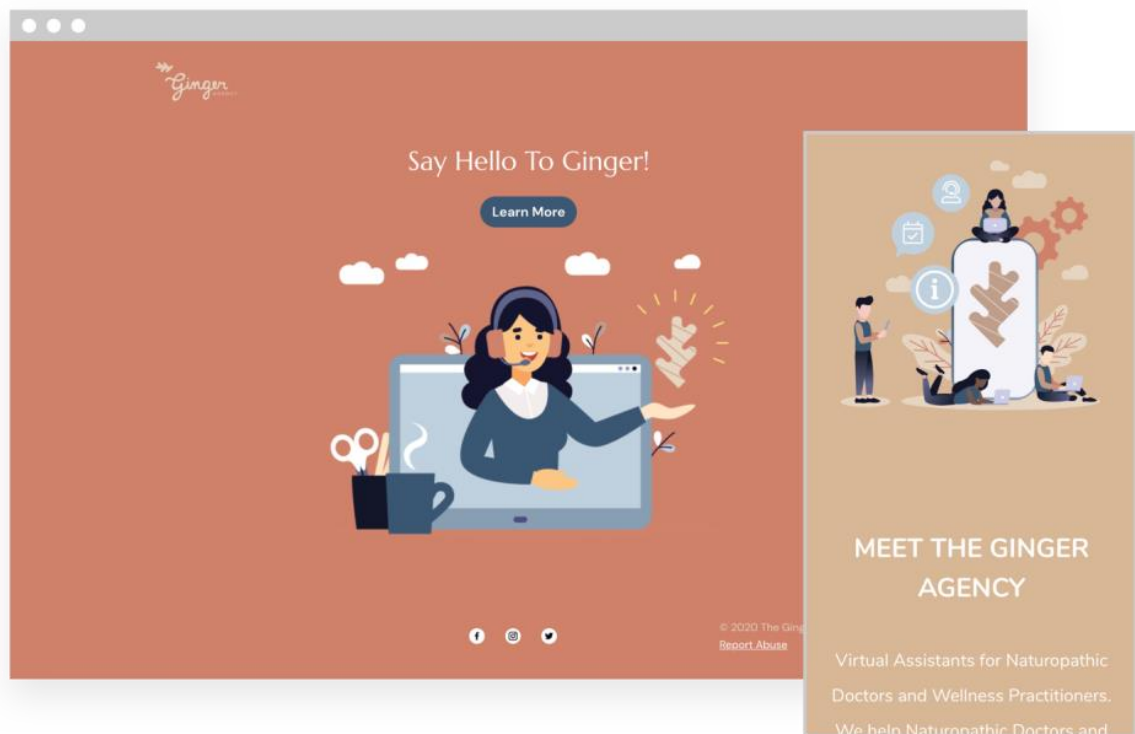 Ginger
AGENCY
Say Hello To Ginger!
Learn More
© 2020 The Ging
Report Abuse
MEET THE GINGER
AGENCY
Virtual Assistants for Naturopathic
Doctors and Wellness Practitioners.
We help Naturopathic Doctors and